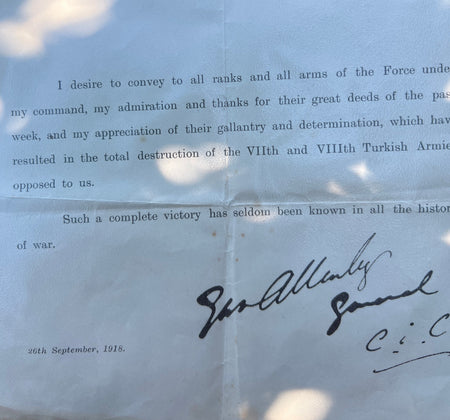 I desire to convey to all ranks and all arms of the Force unde
my command, my admiration and thanks for their great deeds of the pas
week, and my appreciation of their gallantry and determination, which hav
resulted in the total destruction of the VIIth and VIIIth Turkish Armie
opposed to us.
Such a complete victory has seldom been known in all the histor
of war.
Allenby
General
C.i.C
26th September, 1918.